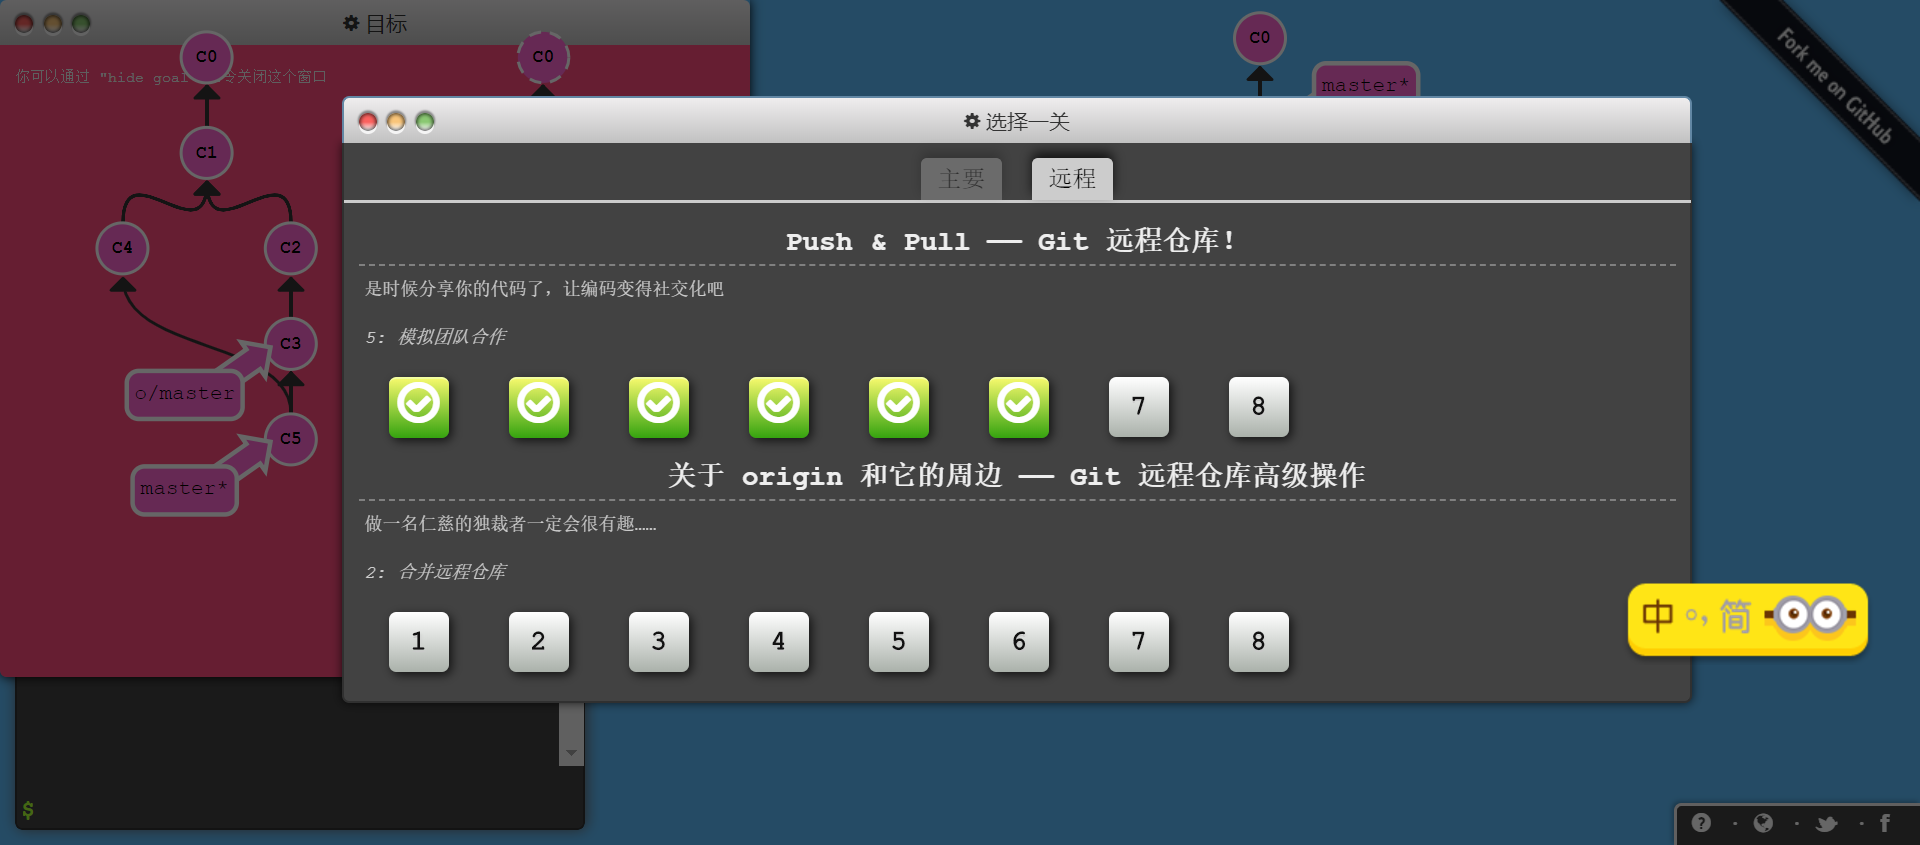 目标
你可以通过 "hide goal 令关闭这个窗口
C0
C0
C1
C4
C2
C3
o/master
C5
master*
$
C0
master*
Fork me on GitHub
选择一关
主要
远程
Push & Pull —— Git 远程仓库！
是时候分享你的代码了，让编码变得社交化吧
5: 模拟团队合作
7
8
关于 origin 和它的周边 —— Git 远程仓库高级操作
做一名仁慈的独裁者一定会很有趣……
2: 合并远程仓库
1
2
3
4
5
6
7
8
中 °，简
?
f